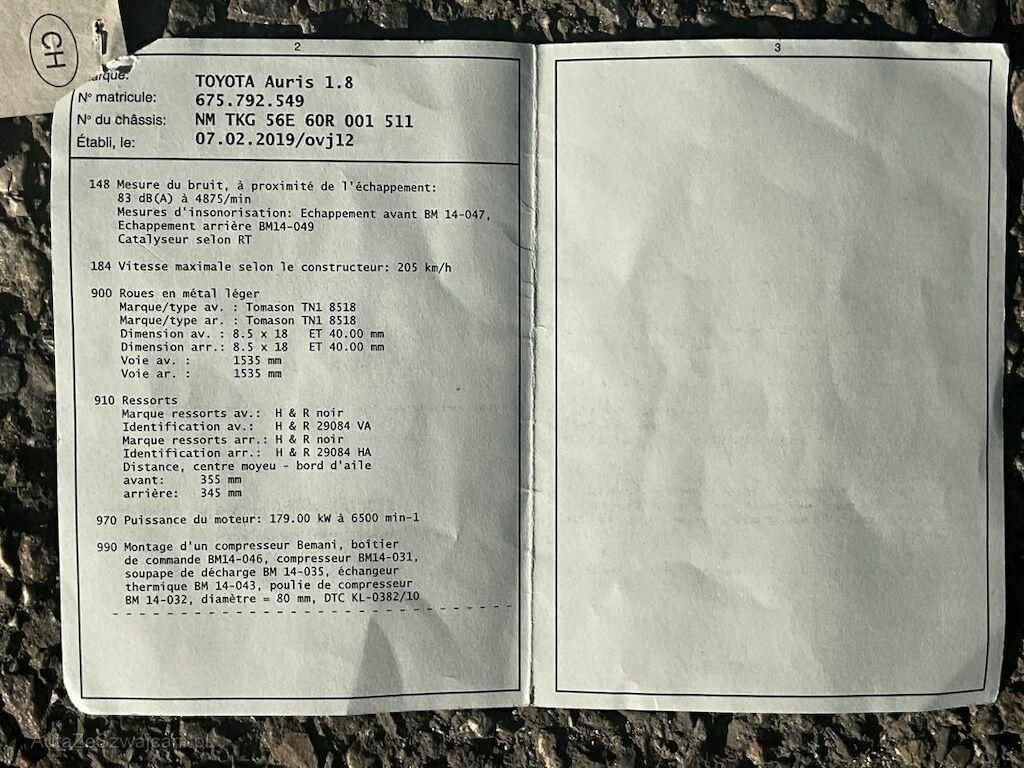 CH
2
arque:
TOYOTA Auris 1.8
N° matricule: 675.792.549
N° du châssis: NM TKG 56E 60R 001 511
Établi, le: 07.02.2019/ovj12
148 Mesure du bruit, à proximité de l'échappement:
83 dB(A) à 4875/min
Mesures d'insonorisation: Echappement avant BM 14-047,
Echappement arrière BM14-049
Catalyseur selon RT
184 Vitesse maximale selon le constructeur: 205 km/h
900 Roues en métal léger
Marque/type av. : Tomason TN1 8518
Marque/type ar. : Tomason TN1 8518
Dimension av. : 8.5 x 18 ET 40.00 mm
Dimension arr.: 8.5 x 18 ET 40.00 mm
Voie av. : 1535 mm
Voie ar. : 1535 mm
910 Ressorts
Marque ressorts av.: H & R noir
Identification av.: H & R 29084 VA
Marque ressorts arr.: H & R noir
Identification arr.: H & R 29084 HA
Distance, centre moyeu - bord d'aile
avant: 355 mm
arrière: 345 mm
970 Puissance du moteur: 179.00 kW à 6500 min-1
990 Montage d'un compresseur Bemani, boîtier
de commande BM14-046, compresseur BM14-031,
soupape de décharge BM 14-035, échangeur
thermique BM 14-043, poulie de compresseur
BM 14-032, diamètre = 80 mm, DTC KL-0382/10
3
AutaZeSzwajcarii.pl